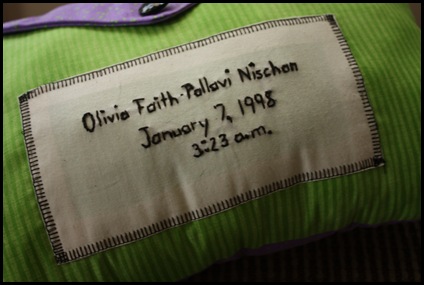 Olivia Faith-Pallavi Nischan
January 7, 1998
3:23 a.m.